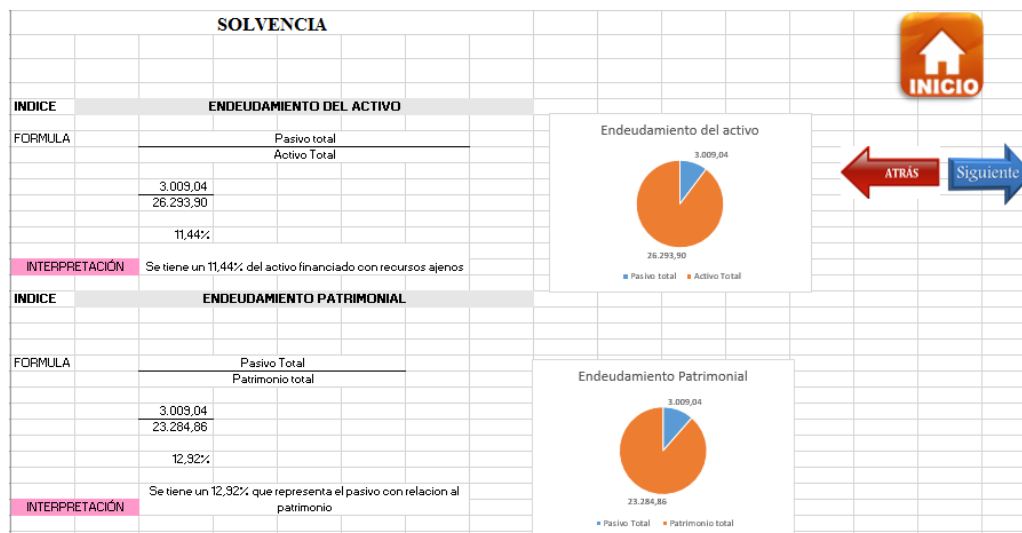 SOLVENCIA
INICIO
INDICE ENDEUDAMIENTO DEL ACTIVO
FORMULA Pasivo total
Activo Total
3.009,04
26.293,90
11,44%
INTERPRETACIÓN Se tiene un 11,44% del activo financiado con recursos ajenos
Endeudamiento del activo
3.009,04
26.293,90
Pasivo total Activo Total
ATRÁS
Siguiente
INDICE ENDEUDAMIENTO PATRIMONIAL
FORMULA Pasivo Total
Patrimonio total
3.009,04
23.284,86
12,92%
Se tiene un 12,92% que representa el pasivo con relacion al
INTERPRETACIÓN patrimonio
Endeudamiento Patrimonial
3.009,04
23.284,86
Pasivo Total Patrimonio total